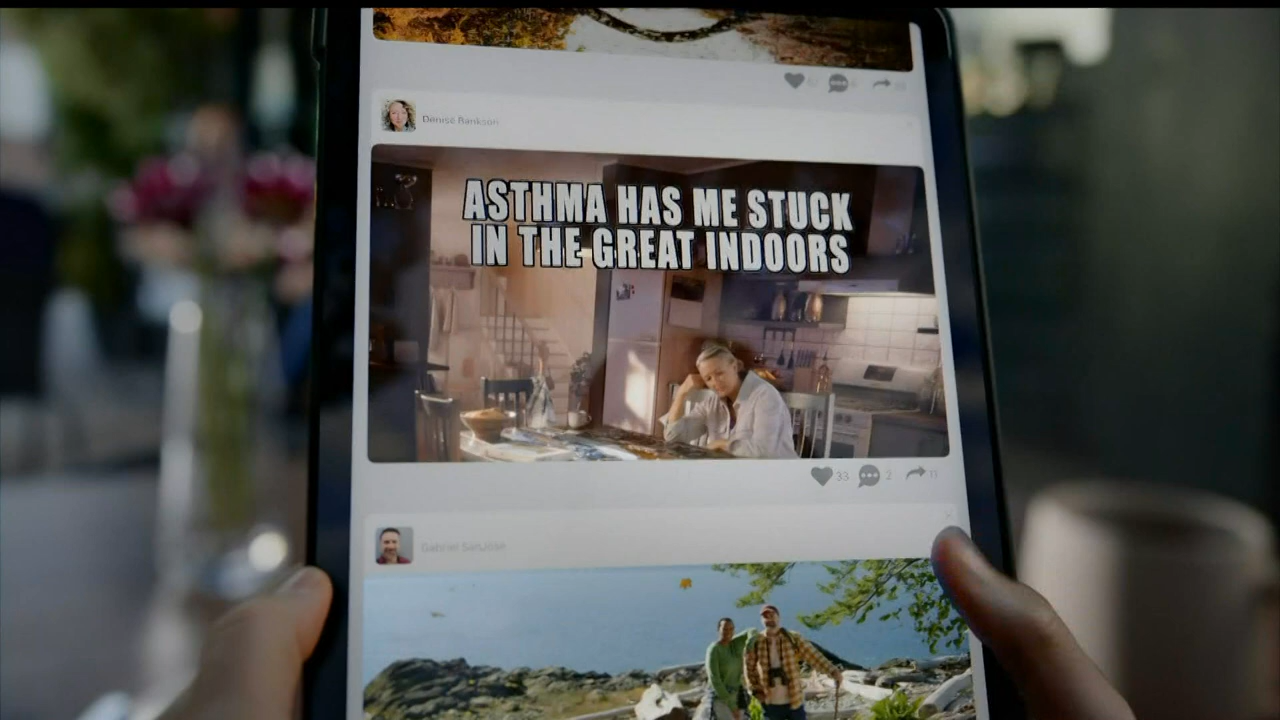 Denise Bankson
ASTHMA HAS ME STUCK
IN THE GREAT INDOORS
33 2 11
Gabriel SanJose